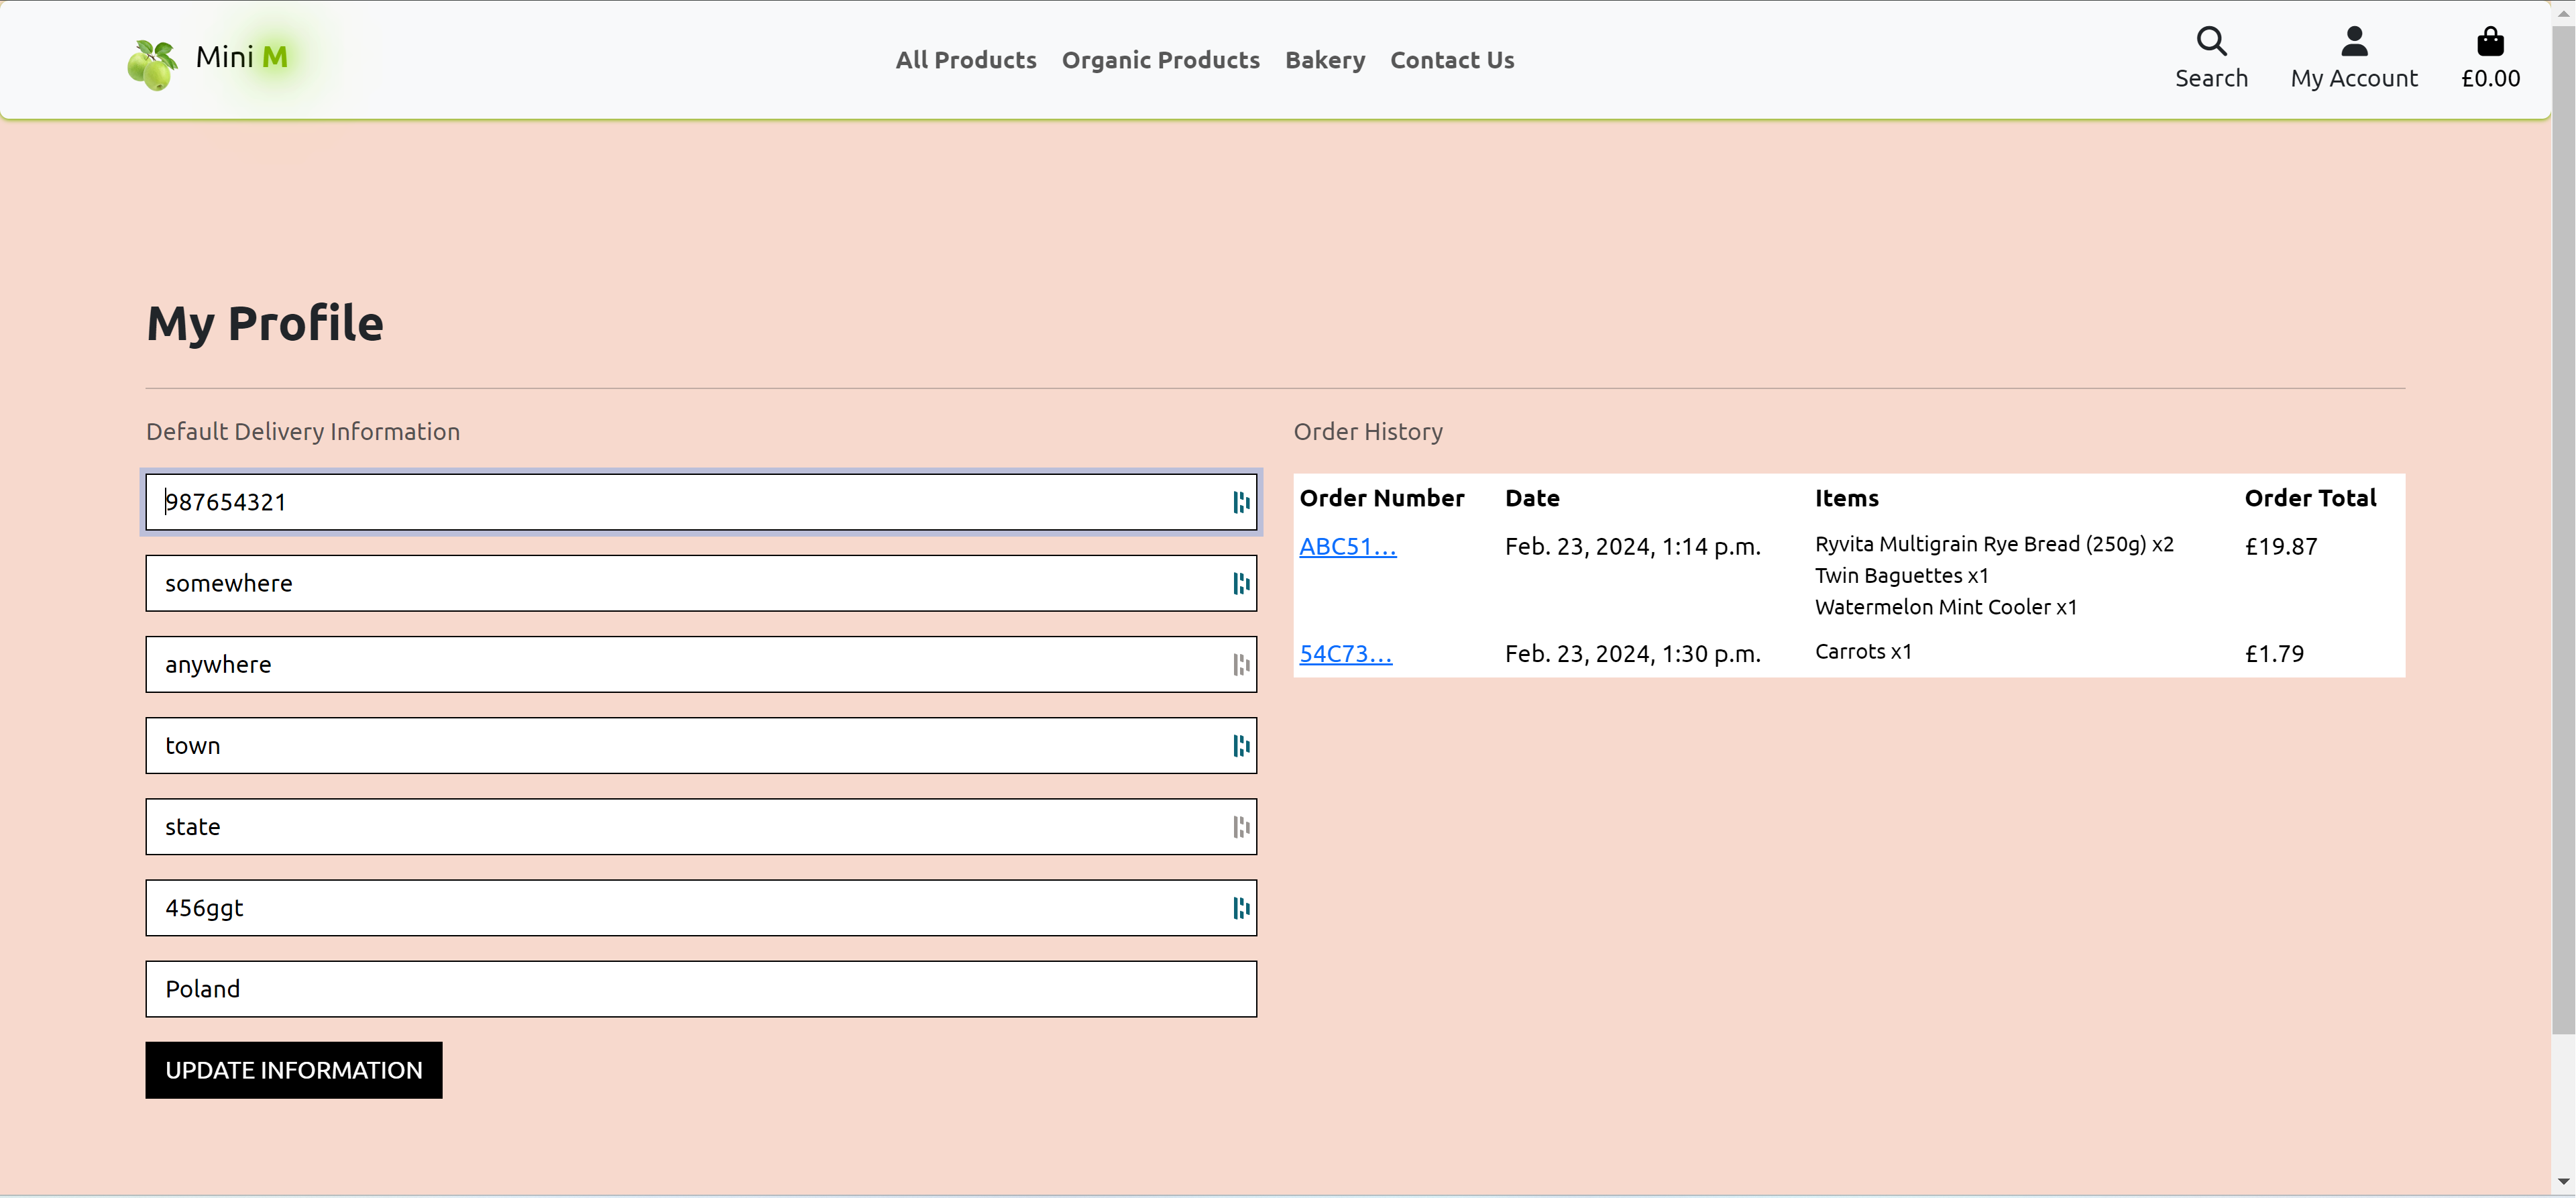 Mini M
All Products Organic Products Bakery Contact Us
Search My Account £0.00
My Profile
Default Delivery Information
987654321
somewhere
anywhere
town
state
456ggt
Poland
UPDATE INFORMATION
Order History
Order Number Date Items Order Total
ABC51... Feb. 23, 2024, 1:14 p.m. Ryvita Multigrain Rye Bread (250g) x2 £19.87
Twin Baguettes x1
Watermelon Mint Cooler x1
54C73... Feb. 23, 2024, 1:30 p.m. Carrots x1 £1.79